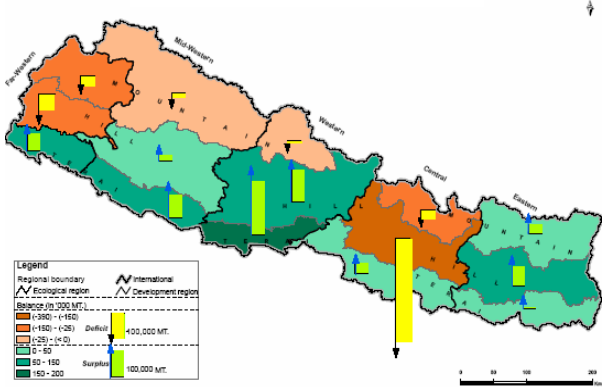 Far-Western
Mid-Western
Western
Central
Eastern
M O U N T A I N
H I L L
T E R A I
Legend
Regional boundary
International
Ecological region
Development region
Balance (in '000 MT.)
(-390) - (-150)
(-150) - (-25)
(-25) - (< 0)
0 - 50
50 - 150
150 - 200
Deficit
100,000 MT.
Surplus
100,000 MT.
0 50 100 200
Km